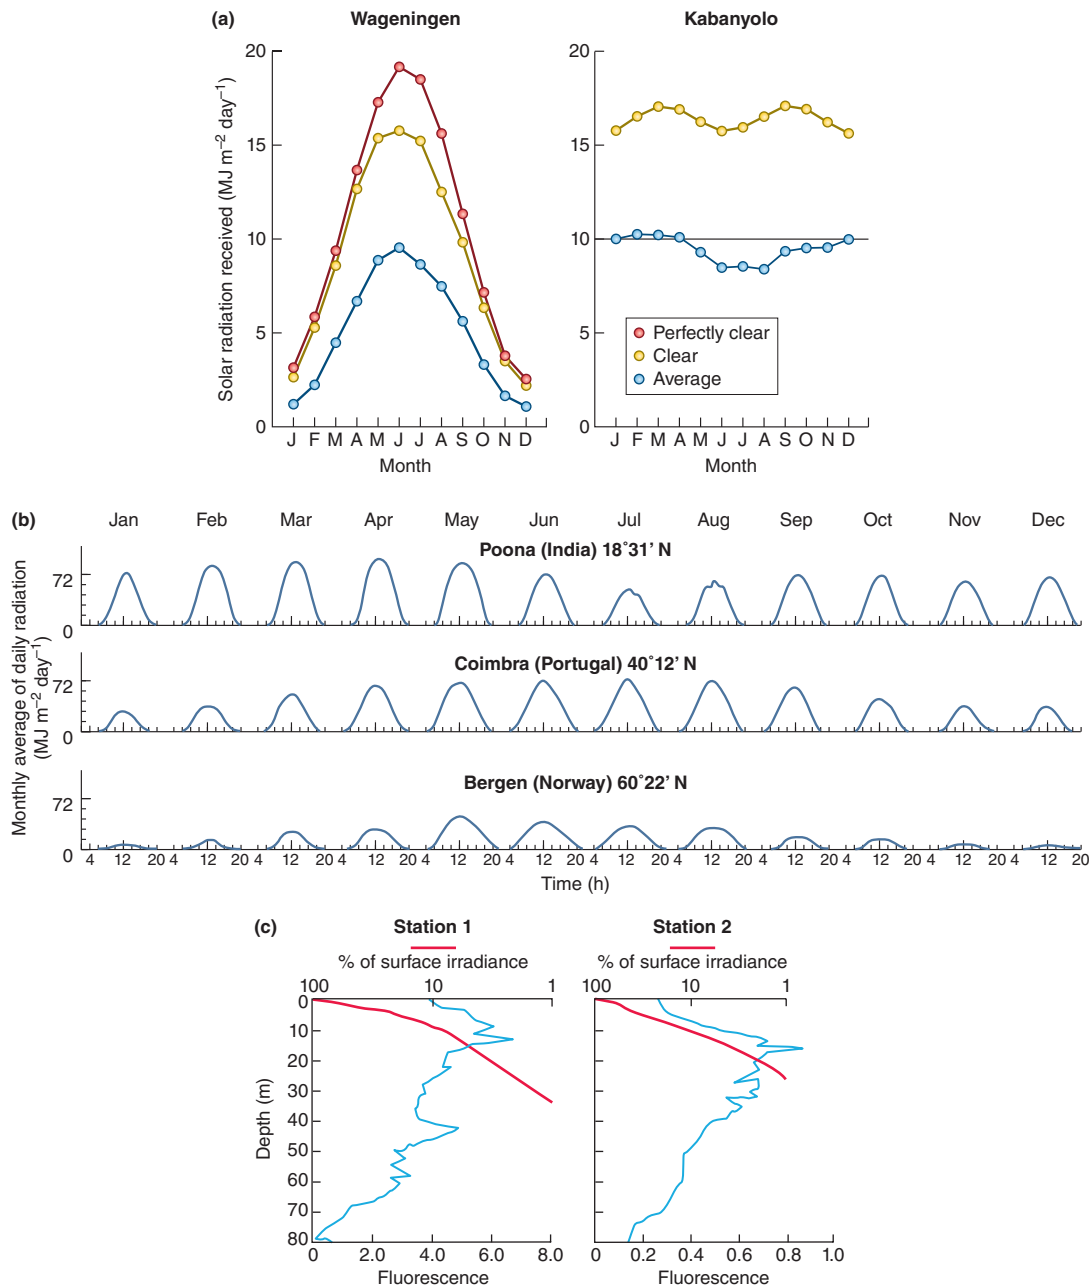 (a)
Wageningen
Kabanyolo
Solar radiation received (MJ m⁻² day⁻¹)
20
15
10
5
0
J F M A M J J A S O N D
Month
20
15
10
5
0
Perfectly clear
Clear
Average
J F M A M J J A S O N D
Month
(b)
Jan Feb Mar Apr May Jun Jul Aug Sep Oct Nov Dec
Monthly average of daily radiation
(MJ m⁻² day⁻¹)
Poona (India) 18°31' N
72
0
Coimbra (Portugal) 40°12' N
72
0
Bergen (Norway) 60°22' N
72
0
4 12 20 4 12 20 4 12 20 4 12 20 4 12 20 4 12 20 4 12 20 4 12 20 4 12 20 4 12 20 4 12 20 4 12 20
Time (h)
(c)
Station 1
% of surface irradiance
100 10 1
Depth (m)
0
10
20
30
40
50
60
70
80
0 2.0 4.0 6.0 8.0
Fluorescence
Station 2
% of surface irradiance
100 10 1
0 0.2 0.4 0.6 0.8 1.0
Fluorescence